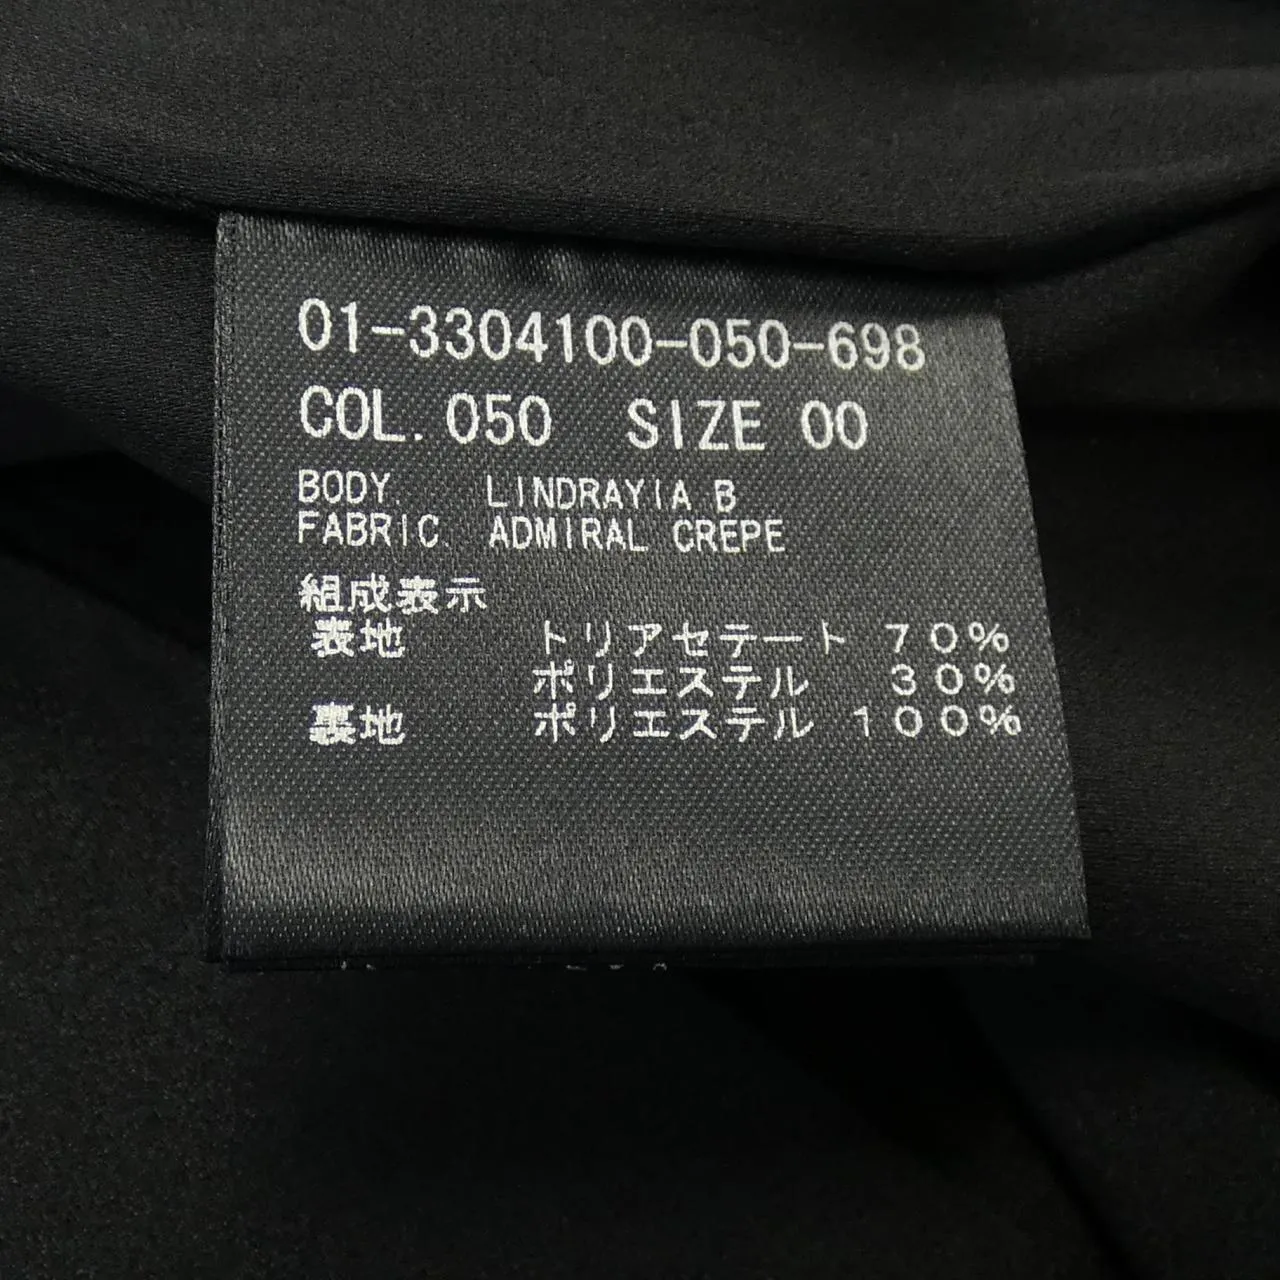 01-3304100-050-698
COL. 050 SIZE 00
BODY. LINDRAYIA B
FABRIC. ADMIRAL CREPE
組成表示
表地 トリアセテート 70%
ポリエステル 30%
裏地 ポリエステル 100%